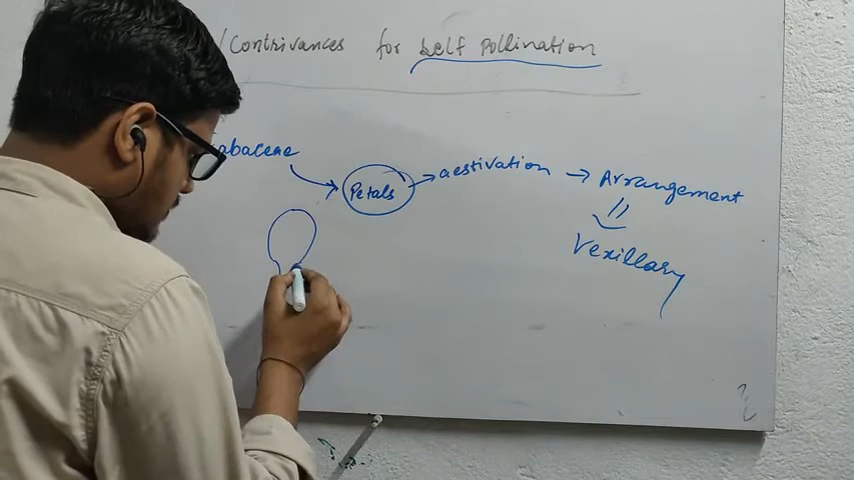 /Contrivances for Self Pollination
abacene
Petals
aestivation → Arrangement
Vexillary